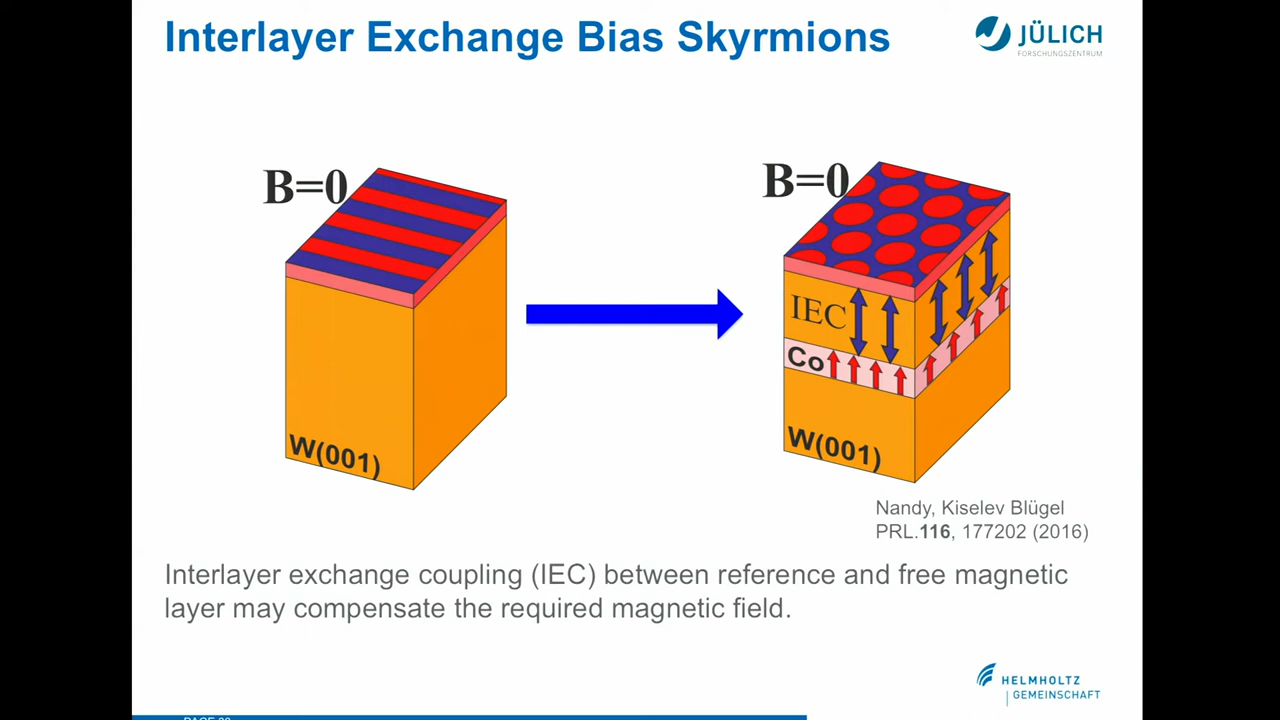 Interlayer Exchange Bias Skyrmions
JÜLICH
FORSCHUNGSZENTRUM
B=0
B=0
IEC
Co
W(001)
W(001)
Nandy, Kiselev Blügel
PRL.116, 177202 (2016)
Interlayer exchange coupling (IEC) between reference and free magnetic
layer may compensate the required magnetic field.
HELMHOLTZ
GEMEINSCHAFT